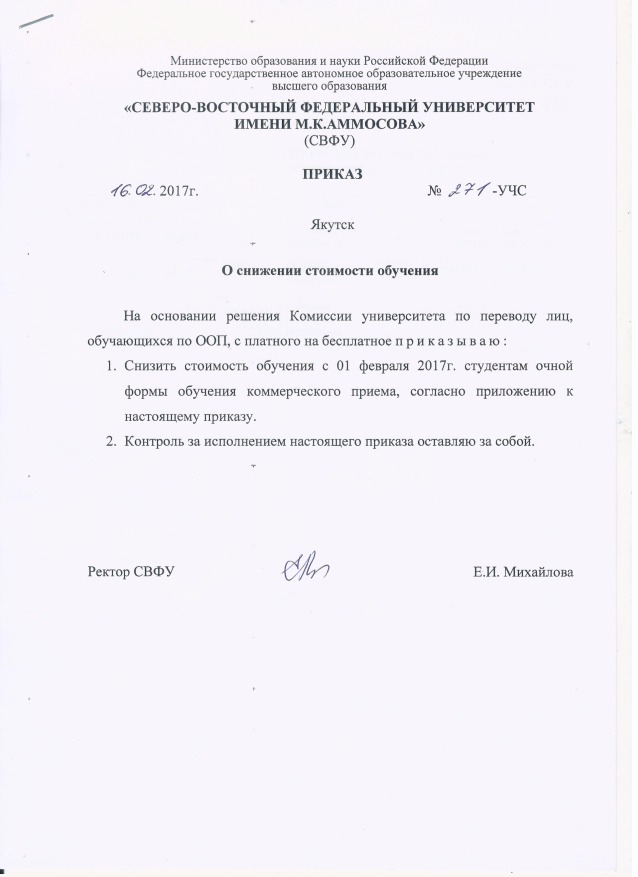 Министерство образования и науки Российской Федерации
Федеральное государственное автономное образовательное учреждение
высшего образования
«СЕВЕРО-ВОСТОЧНЫЙ ФЕДЕРАЛЬНЫЙ УНИВЕРСИТЕТ
ИМЕНИ М.К.АММОСОВА»
(СВФУ)
ПРИКАЗ
16.02. 2017г. № 271 -УЧС
Якутск
О снижении стоимости обучения
На основании решения Комиссии университета по переводу лиц,
обучающихся по ООП, с платного на бесплатное п р и к а з ы в а ю :
1. Снизить стоимость обучения с 01 февраля 2017г. студентам очной
формы обучения коммерческого приема, согласно приложению к
настоящему приказу.
2. Контроль за исполнением настоящего приказа оставляю за собой.
Ректор СВФУ Е.И. Михайлова